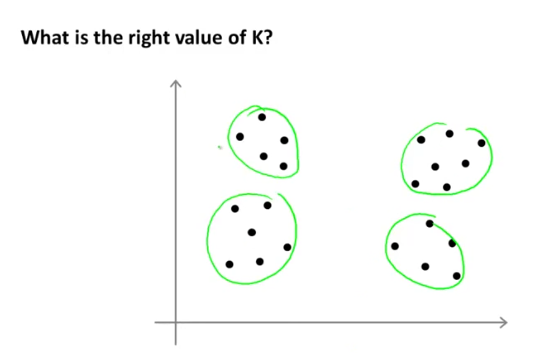 What is the right value of K?